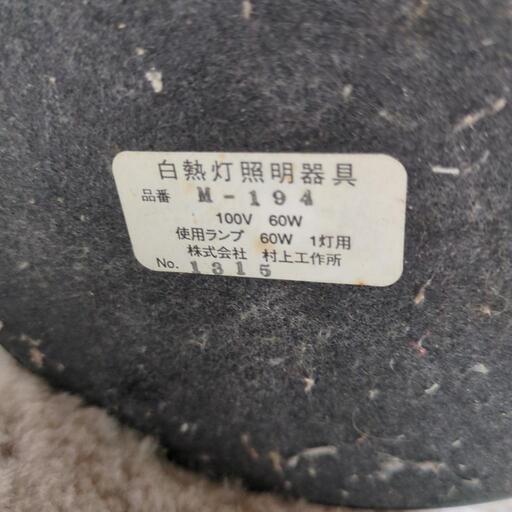 白熱灯照明器具
品番 M-194
100V 60W
使用ランプ 60W 1灯用
株式会社 村上工作所
No. 1315